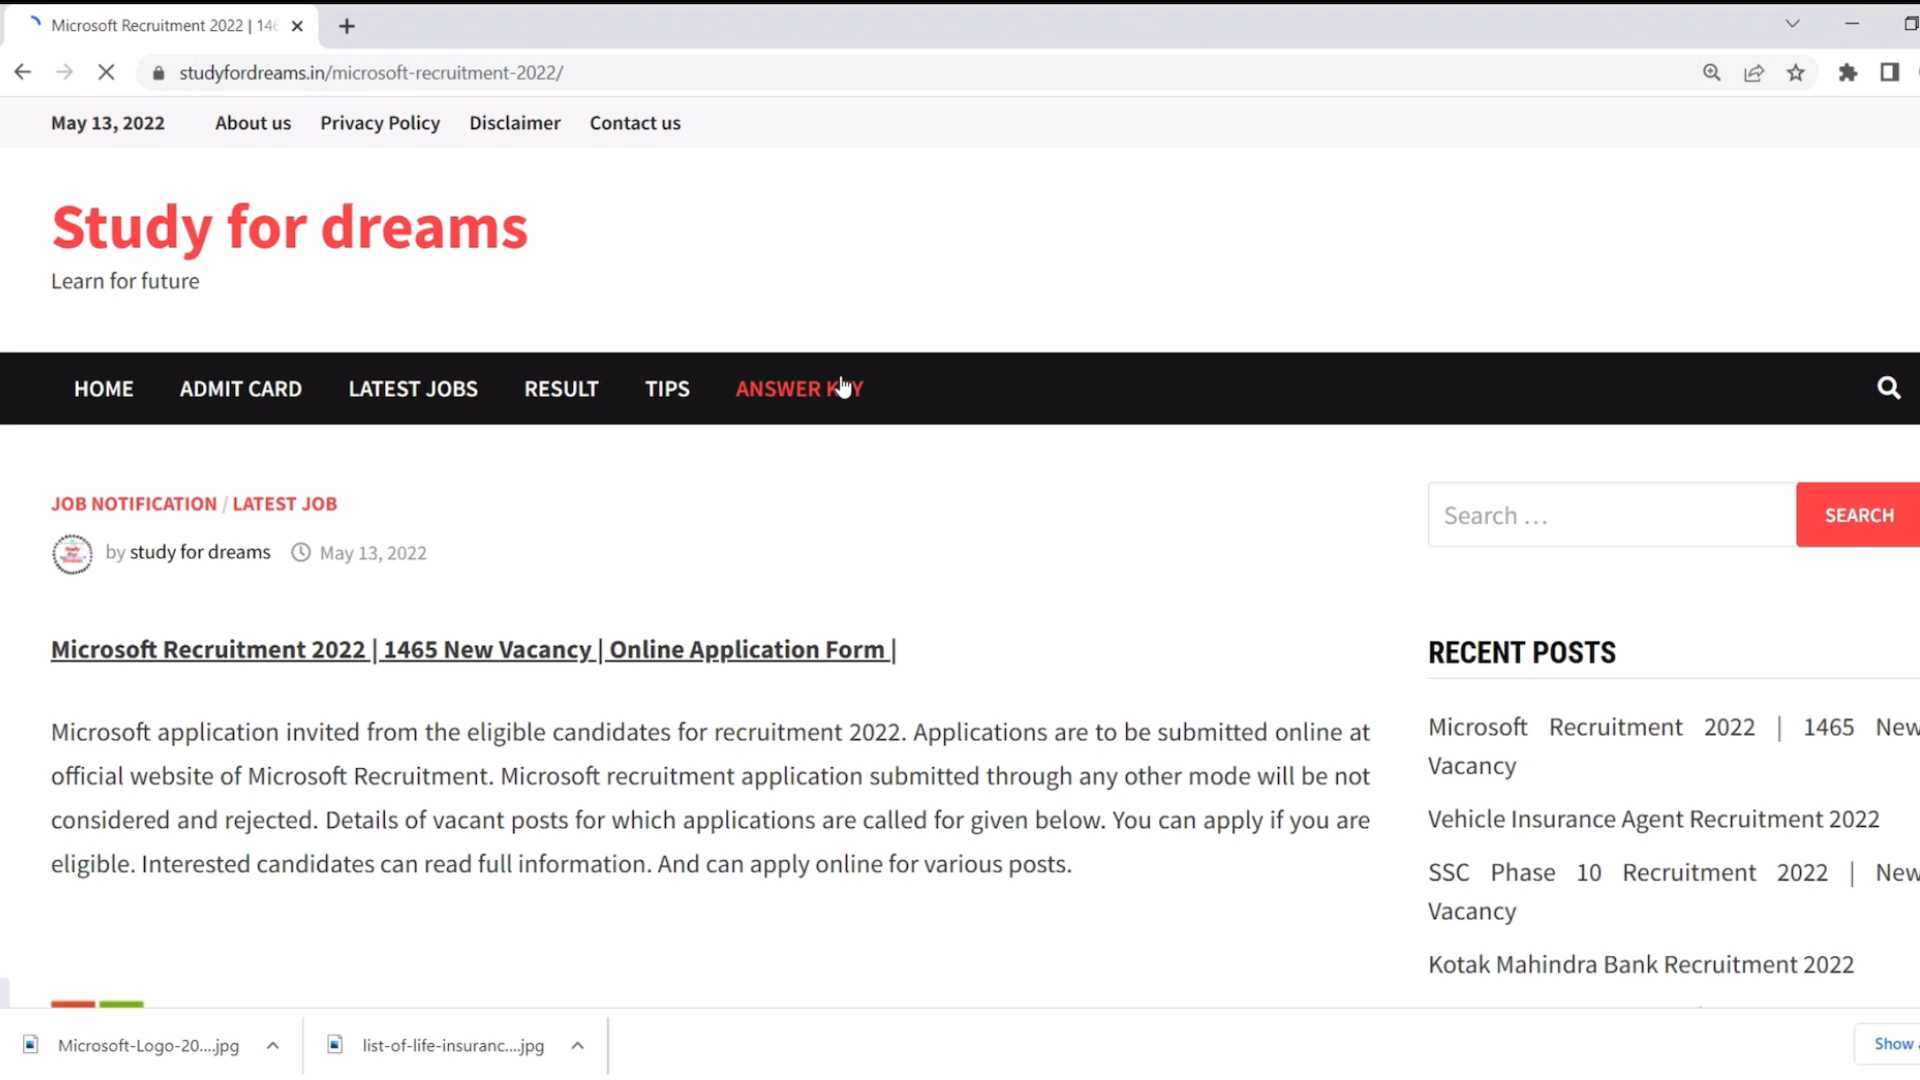 Microsoft Recruitment 2022 | 146
studyfordreams.in/microsoft-recruitment-2022/
May 13, 2022 About us Privacy Policy Disclaimer Contact us
Study for dreams
Learn for future
HOME ADMIT CARD LATEST JOBS RESULT TIPS ANSWER KEY
JOB NOTIFICATION / LATEST JOB
by study for dreams May 13, 2022
Search …
SEARCH
Microsoft Recruitment 2022 | 1465 New Vacancy | Online Application Form |
Microsoft application invited from the eligible candidates for recruitment 2022. Applications are to be submitted online at
official website of Microsoft Recruitment. Microsoft recruitment application submitted through any other mode will be not
considered and rejected. Details of vacant posts for which applications are called for given below. You can apply if you are
eligible. Interested candidates can read full information. And can apply online for various posts.
RECENT POSTS
Microsoft Recruitment 2022 | 1465 New
Vacancy
Vehicle Insurance Agent Recruitment 2022
SSC Phase 10 Recruitment 2022 | New
Vacancy
Kotak Mahindra Bank Recruitment 2022
Microsoft-Logo-20....jpg
list-of-life-insuranc....jpg
Show